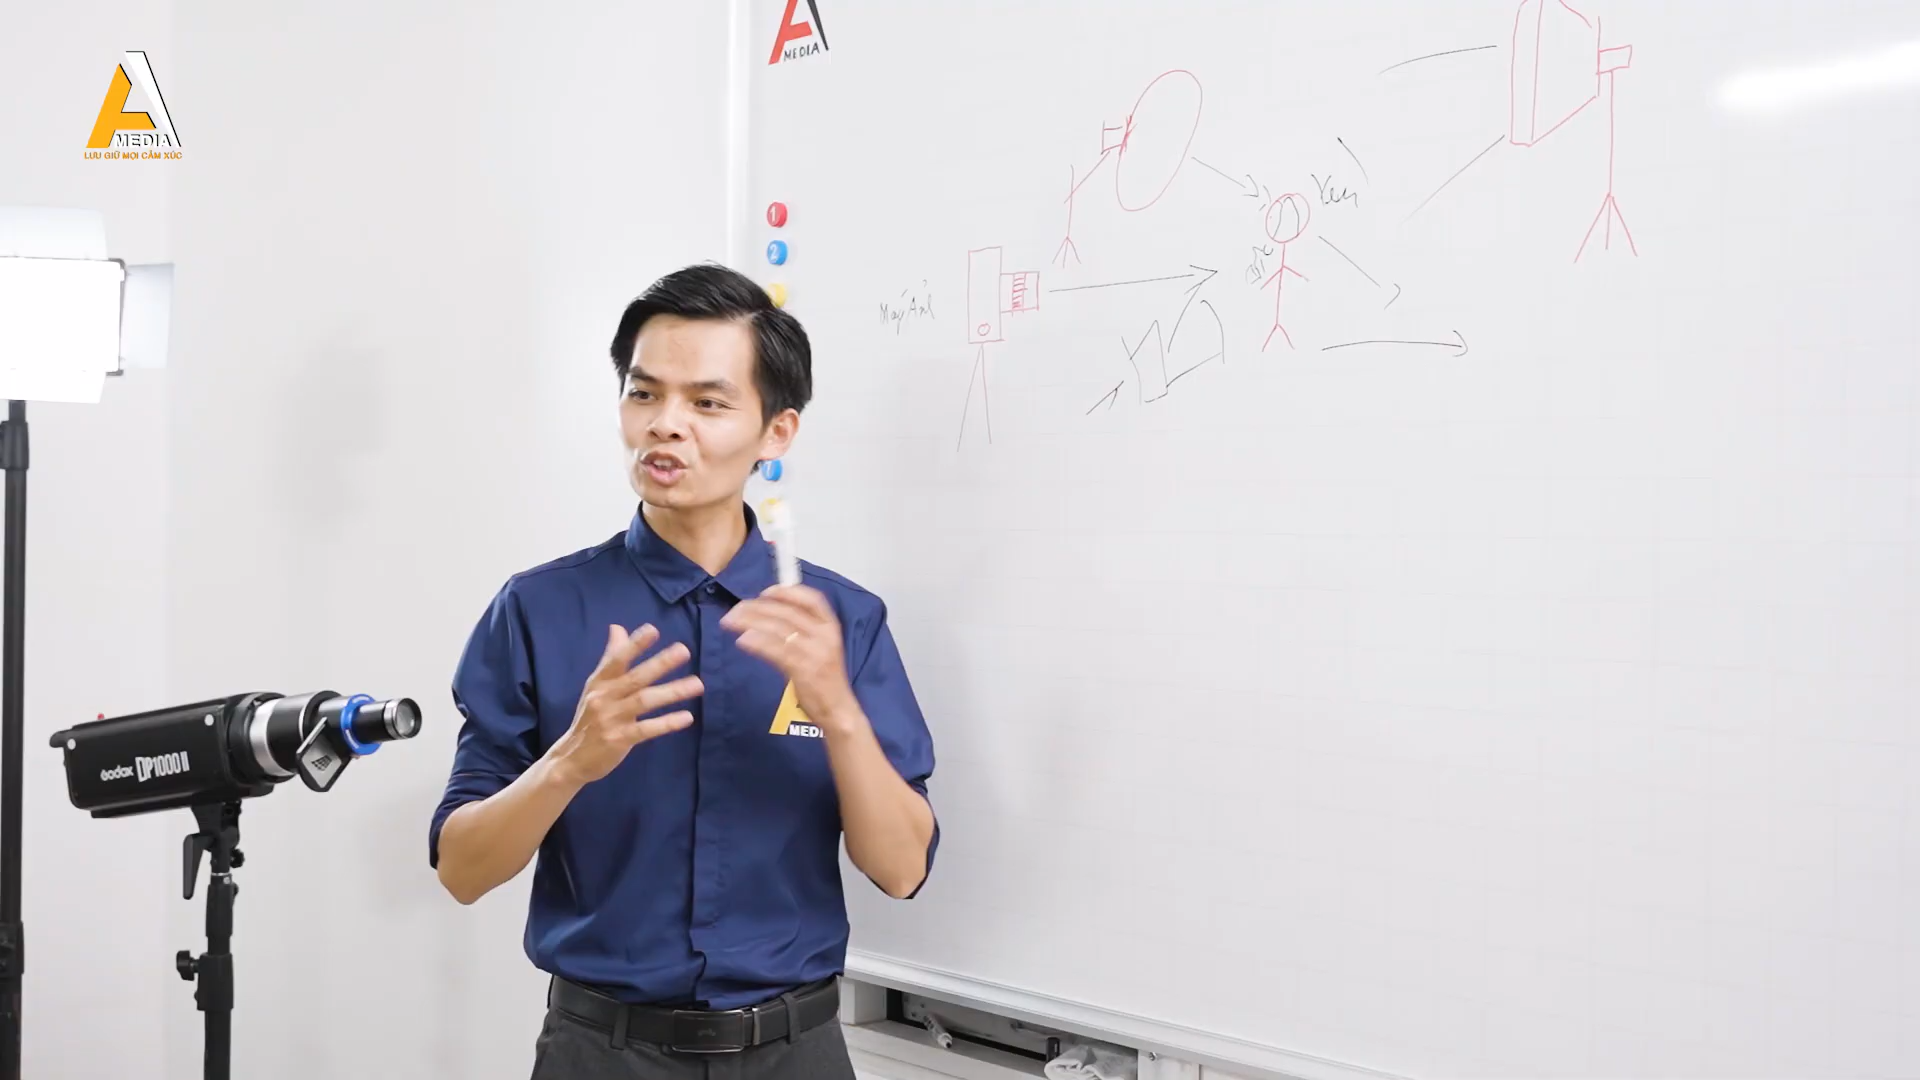 A
MEDIA
LƯU GIỮ MỌI CẢM XÚC
A
MEDIA
1
2
Máy Ảnh
Godox DP1000II
A
MEDIA